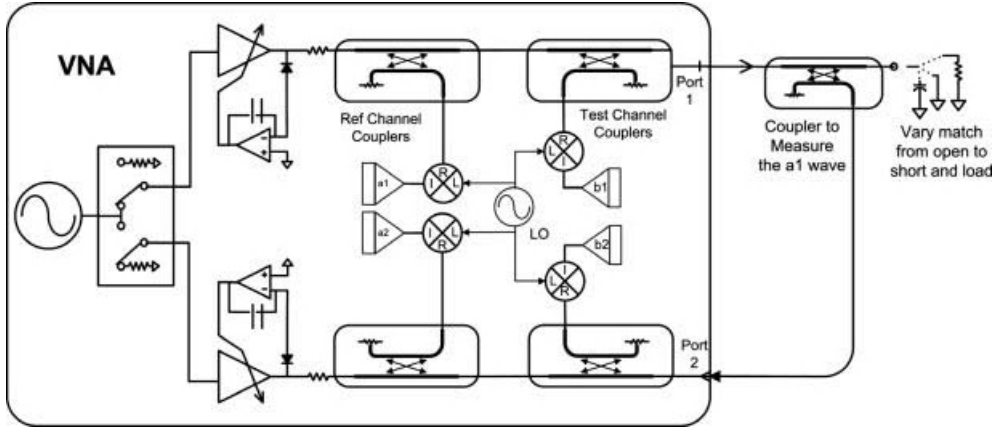 VNA
Ref Channel
Couplers
Test Channel
Couplers
Port
1
Coupler to
Measure
the a1 wave
Vary match
from open to
short and load
a1
I
R
L
L
R
I
b1
a2
I
R
L
LO
L
I
R
b2
Port
2